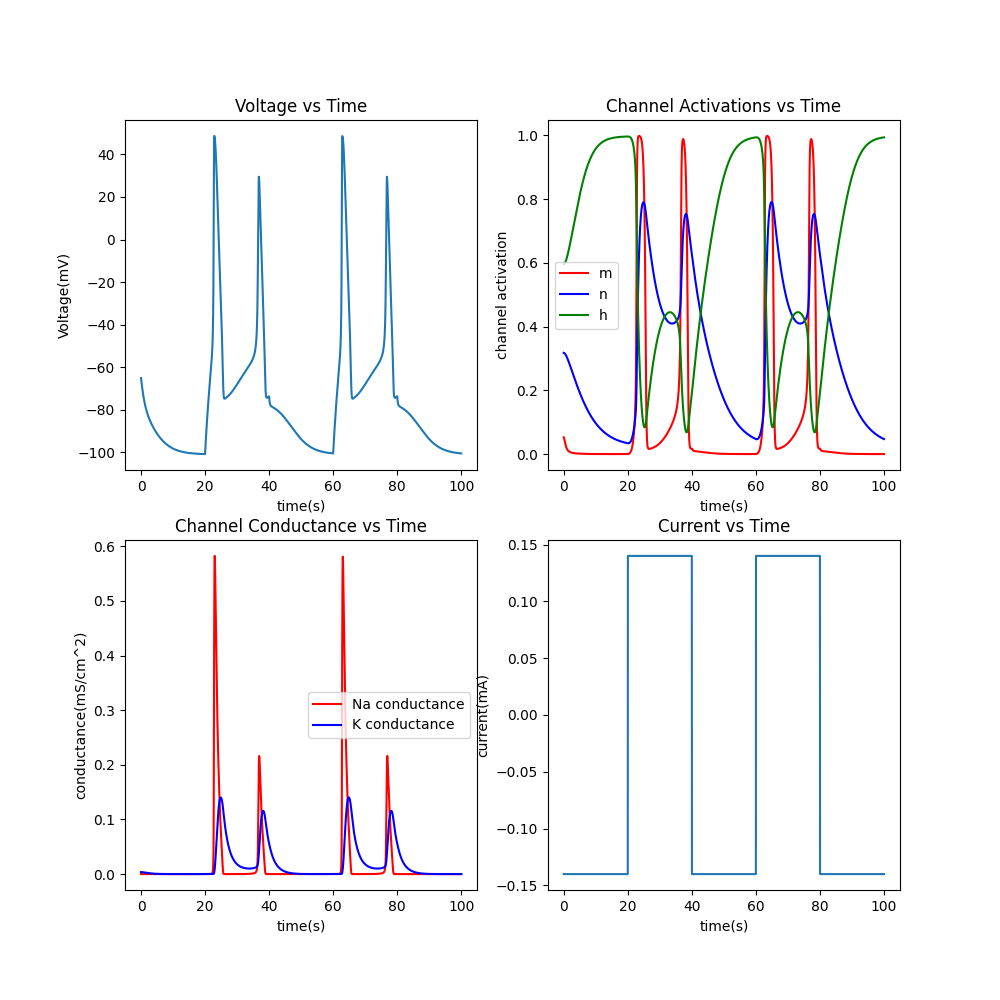 Voltage vs Time
40
20
0
−20
−40
−60
−80
−100
Voltage(mV)
0 20 40 60 80 100
time(s)
Channel Activations vs Time
1.0
0.8
0.6
0.4
0.2
0.0
channel activation
m
n
h
0 20 40 60 80 100
time(s)
Channel Conductance vs Time
0.6
0.5
0.4
0.3
0.2
0.1
0.0
conductance(mS/cm^2)
Na conductance
K conductance
0 20 40 60 80 100
time(s)
Current vs Time
0.15
0.10
0.05
0.00
−0.05
−0.10
−0.15
current(mA)
0 20 40 60 80 100
time(s)